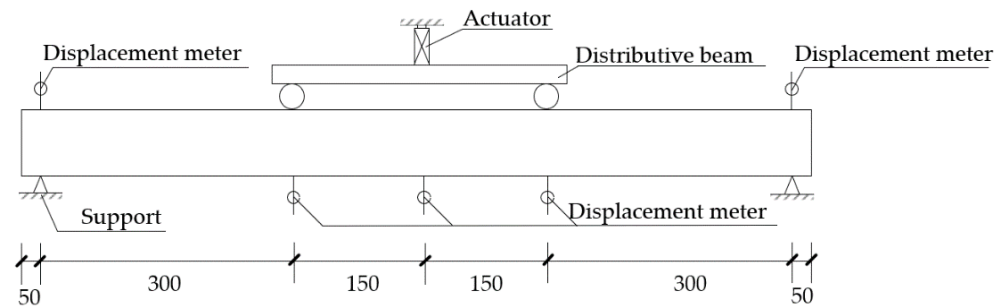 Actuator
Displacement meter
Distributive beam
Displacement meter
Support
Displacement meter
50
300
150
150
300
50